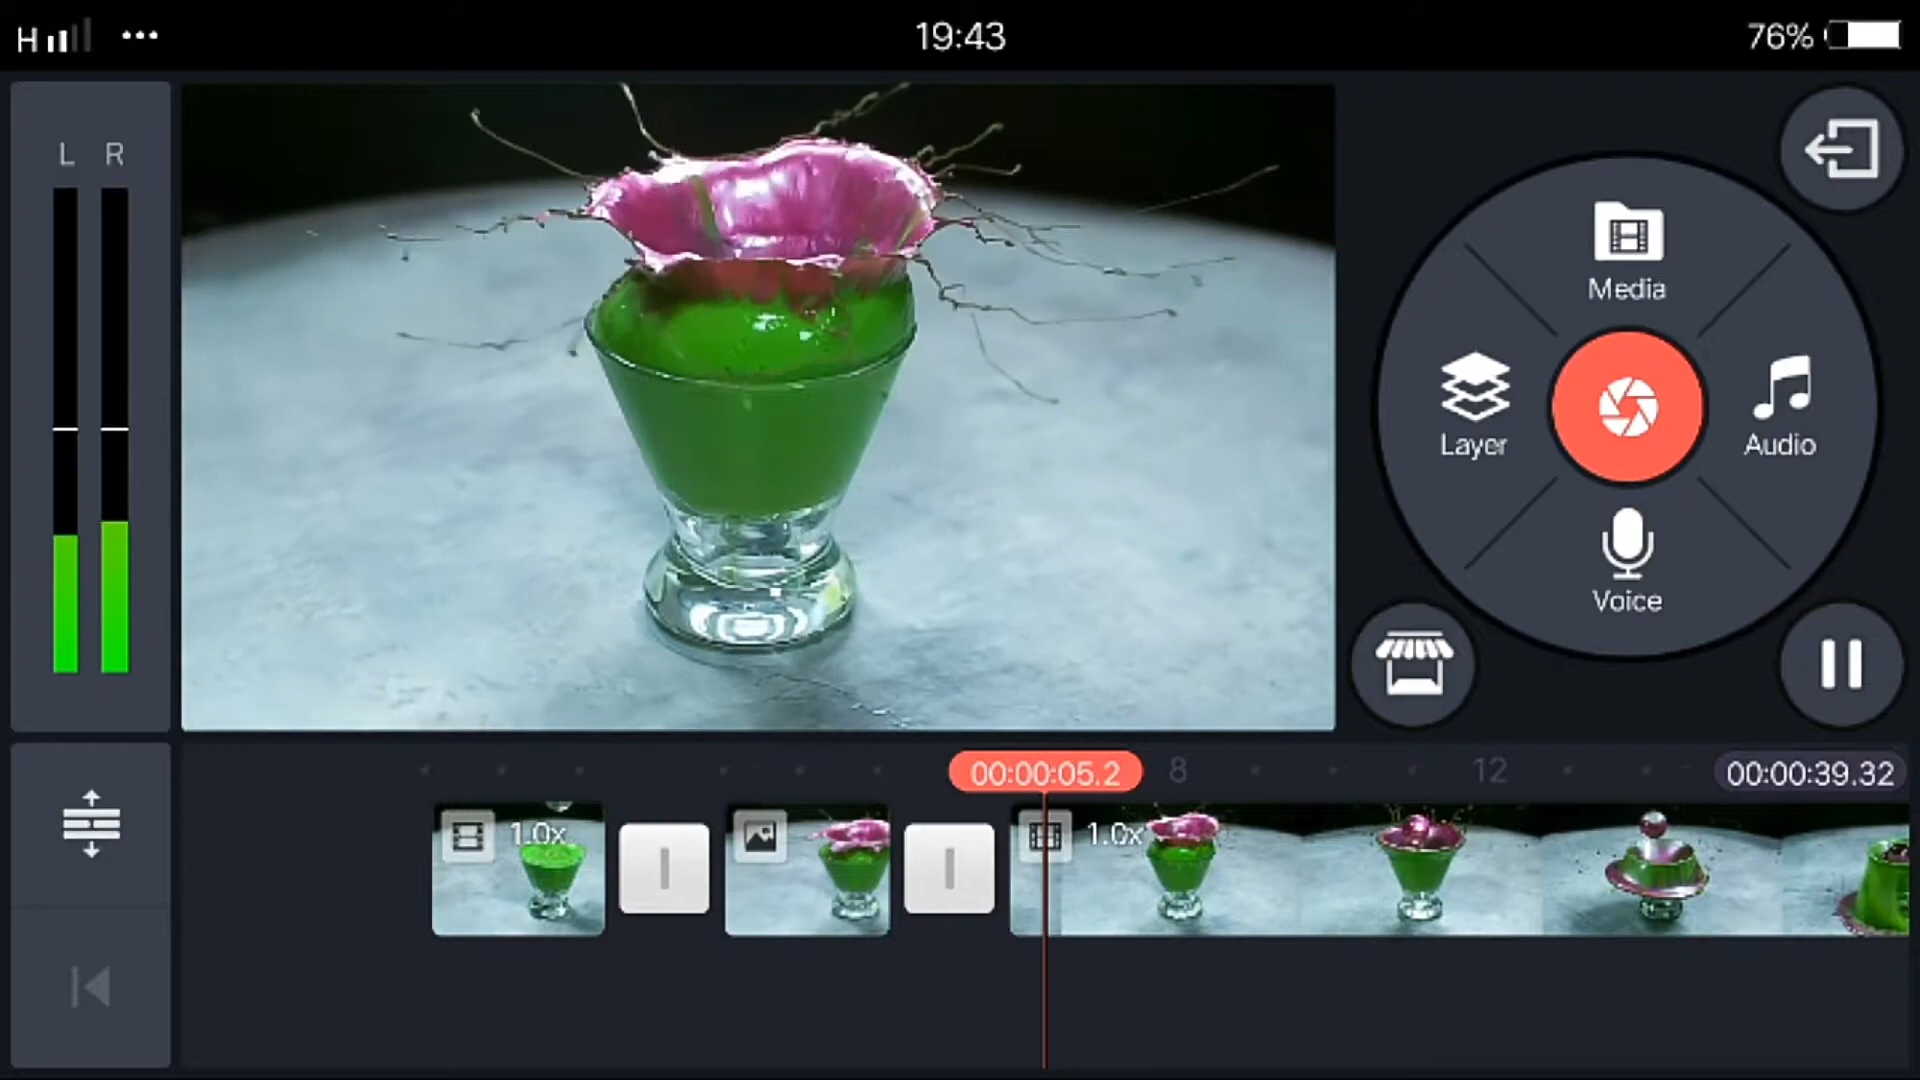 H 19:43 76%
L R
Media
Layer Audio
Voice
00:00:05.2 8 12 00:00:39.32
1.0x 1.0x